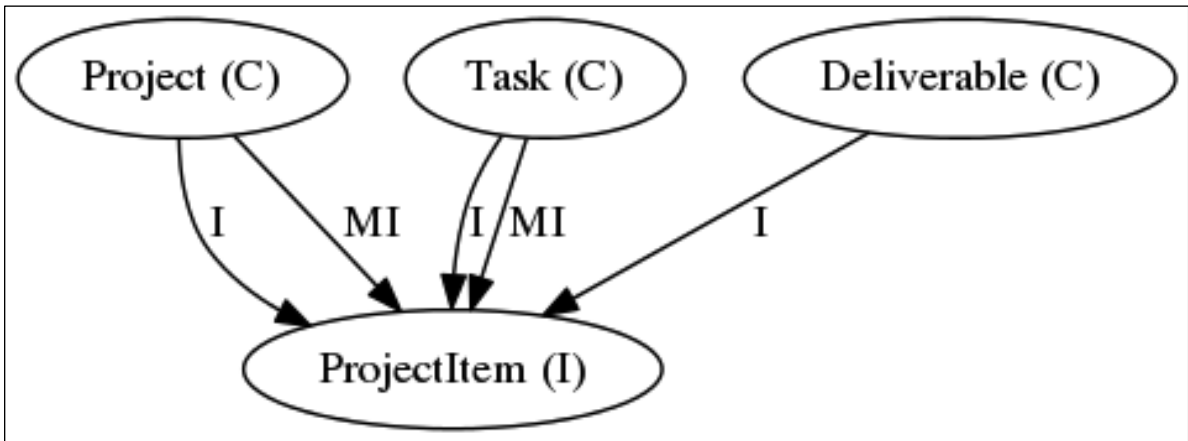 Project (C)
Task (C)
Deliverable (C)
I
MI
I
MI
I
ProjectItem (I)